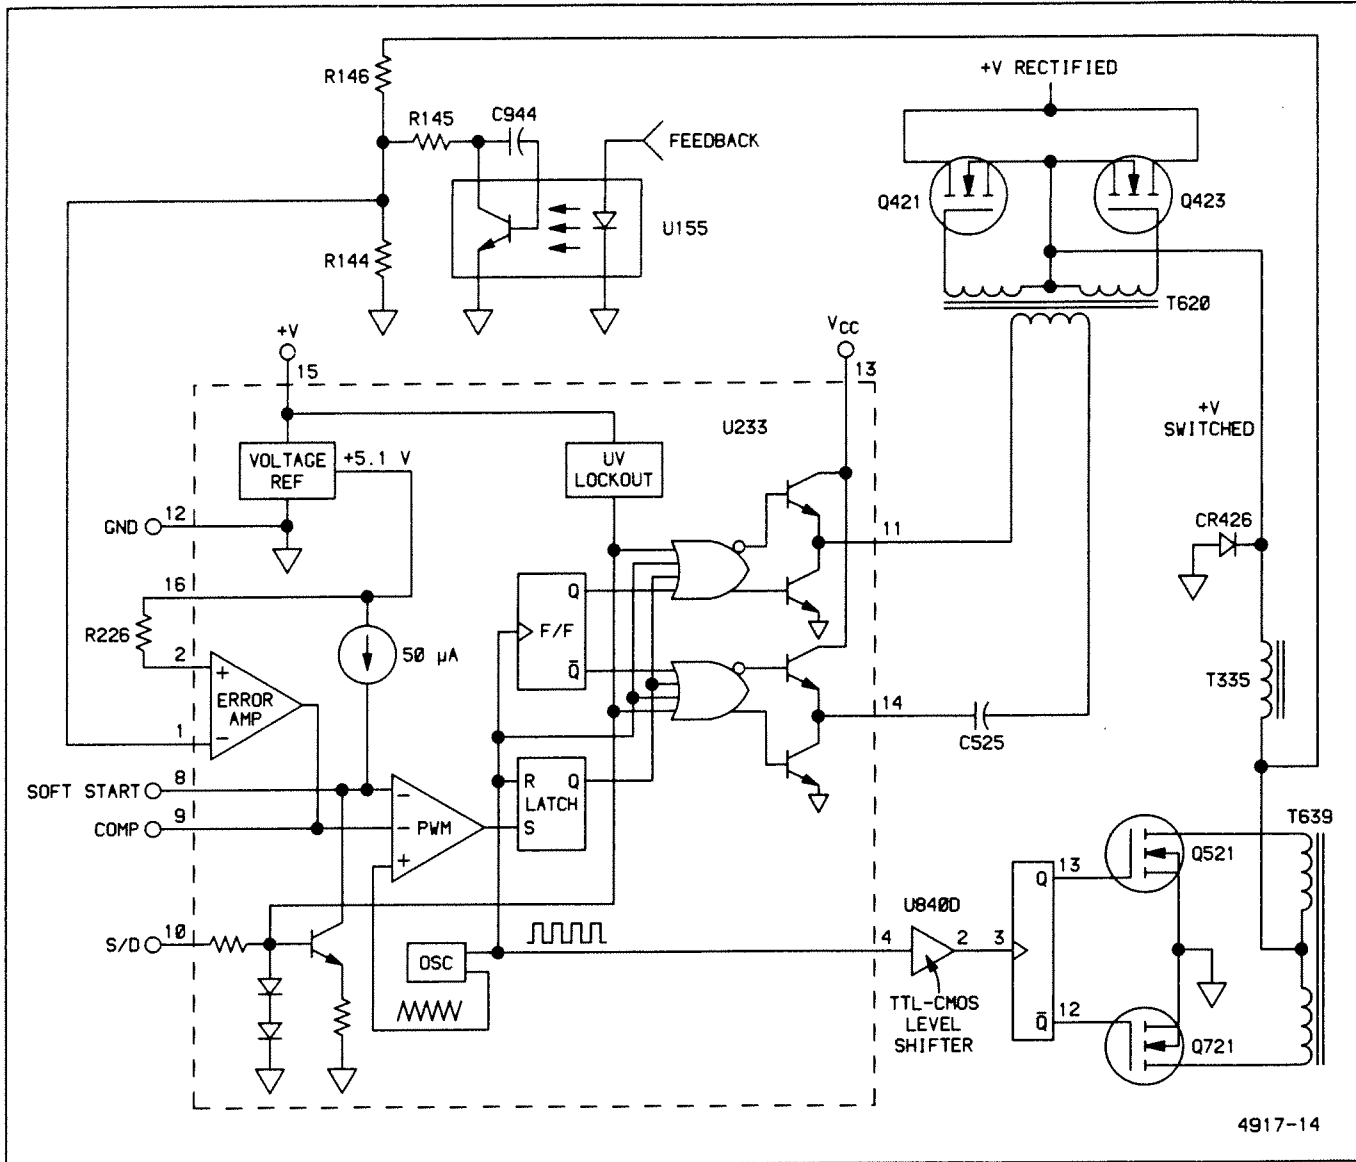 R146
R145
C944
FEEDBACK
U155
R144
+V RECTIFIED
Q421
Q423
T620
+V
15
VCC
13
U233
VOLTAGE
REF
+5.1 V
UV
LOCKOUT
GND
12
11
+V
SWITCHED
CR426
16
R226
50 µA
Q
F/F
Q̅
2
+
ERROR
AMP
1
−
14
C525
T335
SOFT START
8
COMP
9
−
−
PWM
+
R
Q
LATCH
S
T639
Q521
S/D
10
OSC
U840D
4
2
3
Q
13
Q̅
12
TTL-CMOS
LEVEL
SHIFTER
Q721
4917-14